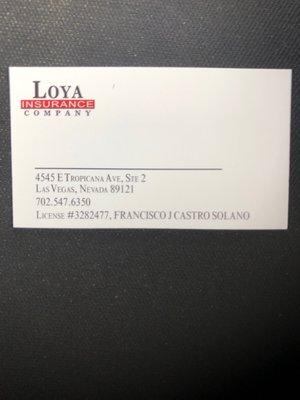 LOYA
INSURANCE
COMPANY
4545 E TROPICANA AVE, STE 2
LAS VEGAS, NEVADA 89121
702.547.6350
LICENSE #3282477, FRANCISCO J CASTRO SOLANO